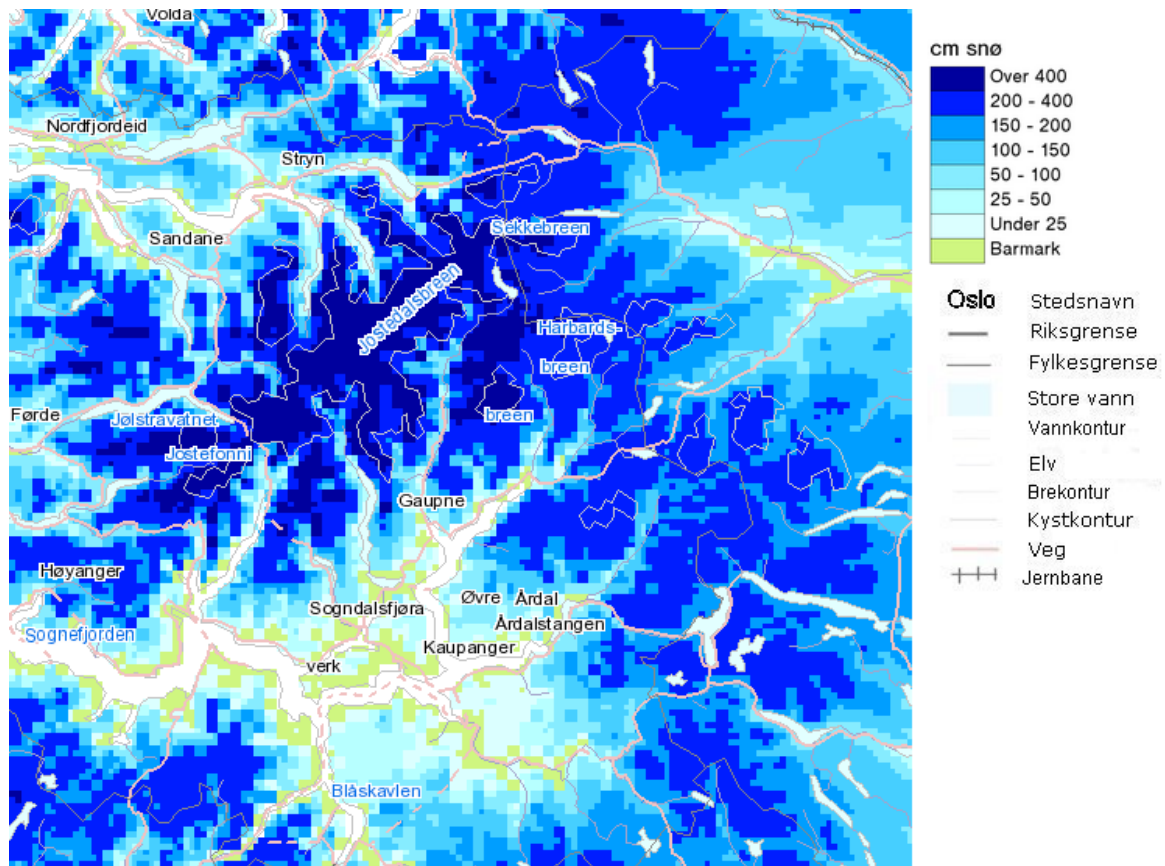 Volda
Nordfjordeid
Stryn
Sandane
Sekkebreen
Jostedalsbreen
Harbards-
breen
Førde
Jølstravatnet
breen
Jostefonni
Gaupne
Høyanger
Øvre Årdal
Sogndalsfjøra
Årdalstangen
Sognefjorden
Kaupanger
verk
Blåskavlen
cm snø
Over 400
200 - 400
150 - 200
100 - 150
50 - 100
25 - 50
Under 25
Barmark
Oslo Stedsnavn
Riksgrense
Fylkesgrense
Store vann
Vannkontur
Elv
Brekontur
Kystkontur
Veg
Jernbane